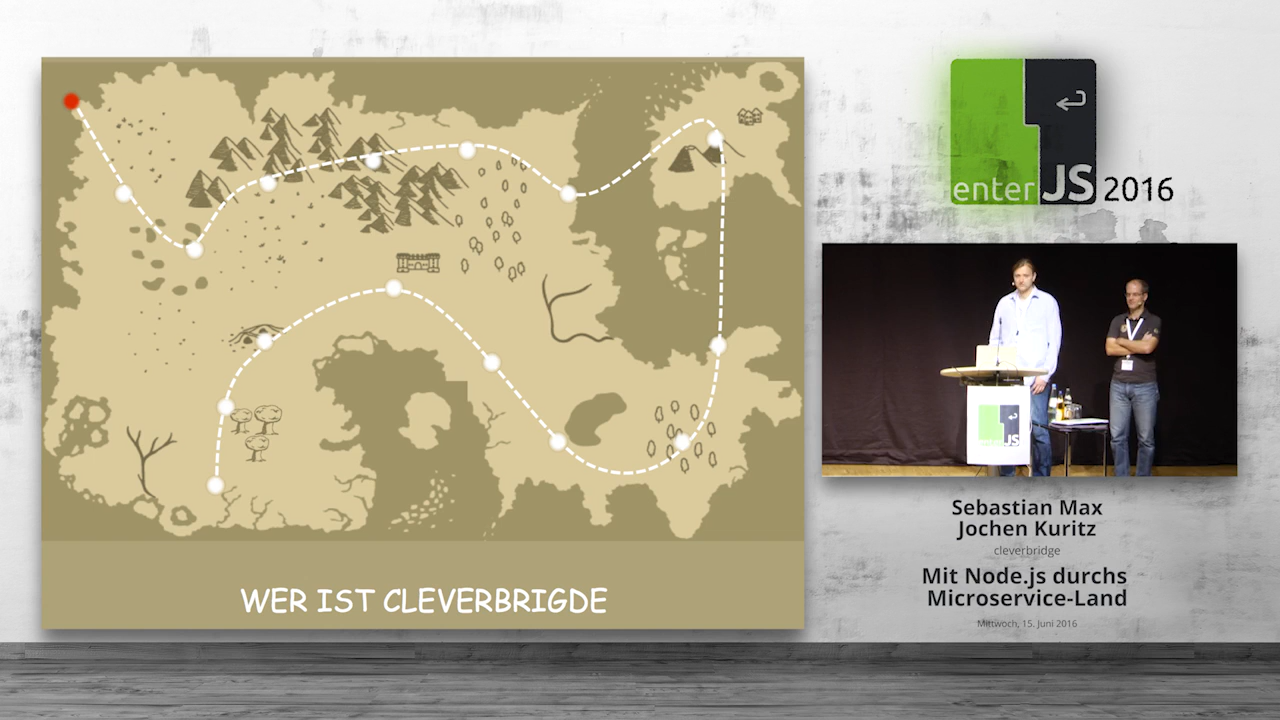 WER IST CLEVERBRIGDE
enter JS 2016
JS
Sebastian Max
Jochen Kuritz
cleverbridge
Mit Node.js durchs
Microservice-Land
Mittwoch, 15. Juni 2016